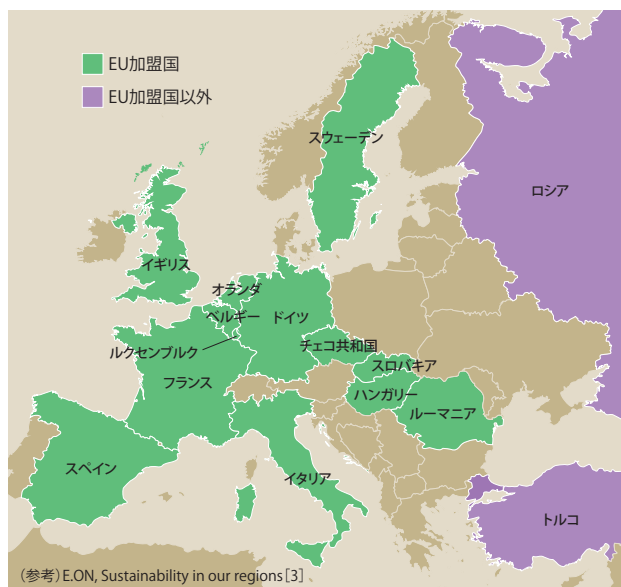 EU加盟国
EU加盟国以外
スウェーデン
ロシア
イギリス
オランダ
ベルギー
ドイツ
ルクセンブルク
チェコ共和国
スロバキア
フランス
ハンガリー
ルーマニア
スペイン
イタリア
トルコ
(参考)E.ON, Sustainability in our regions[3]